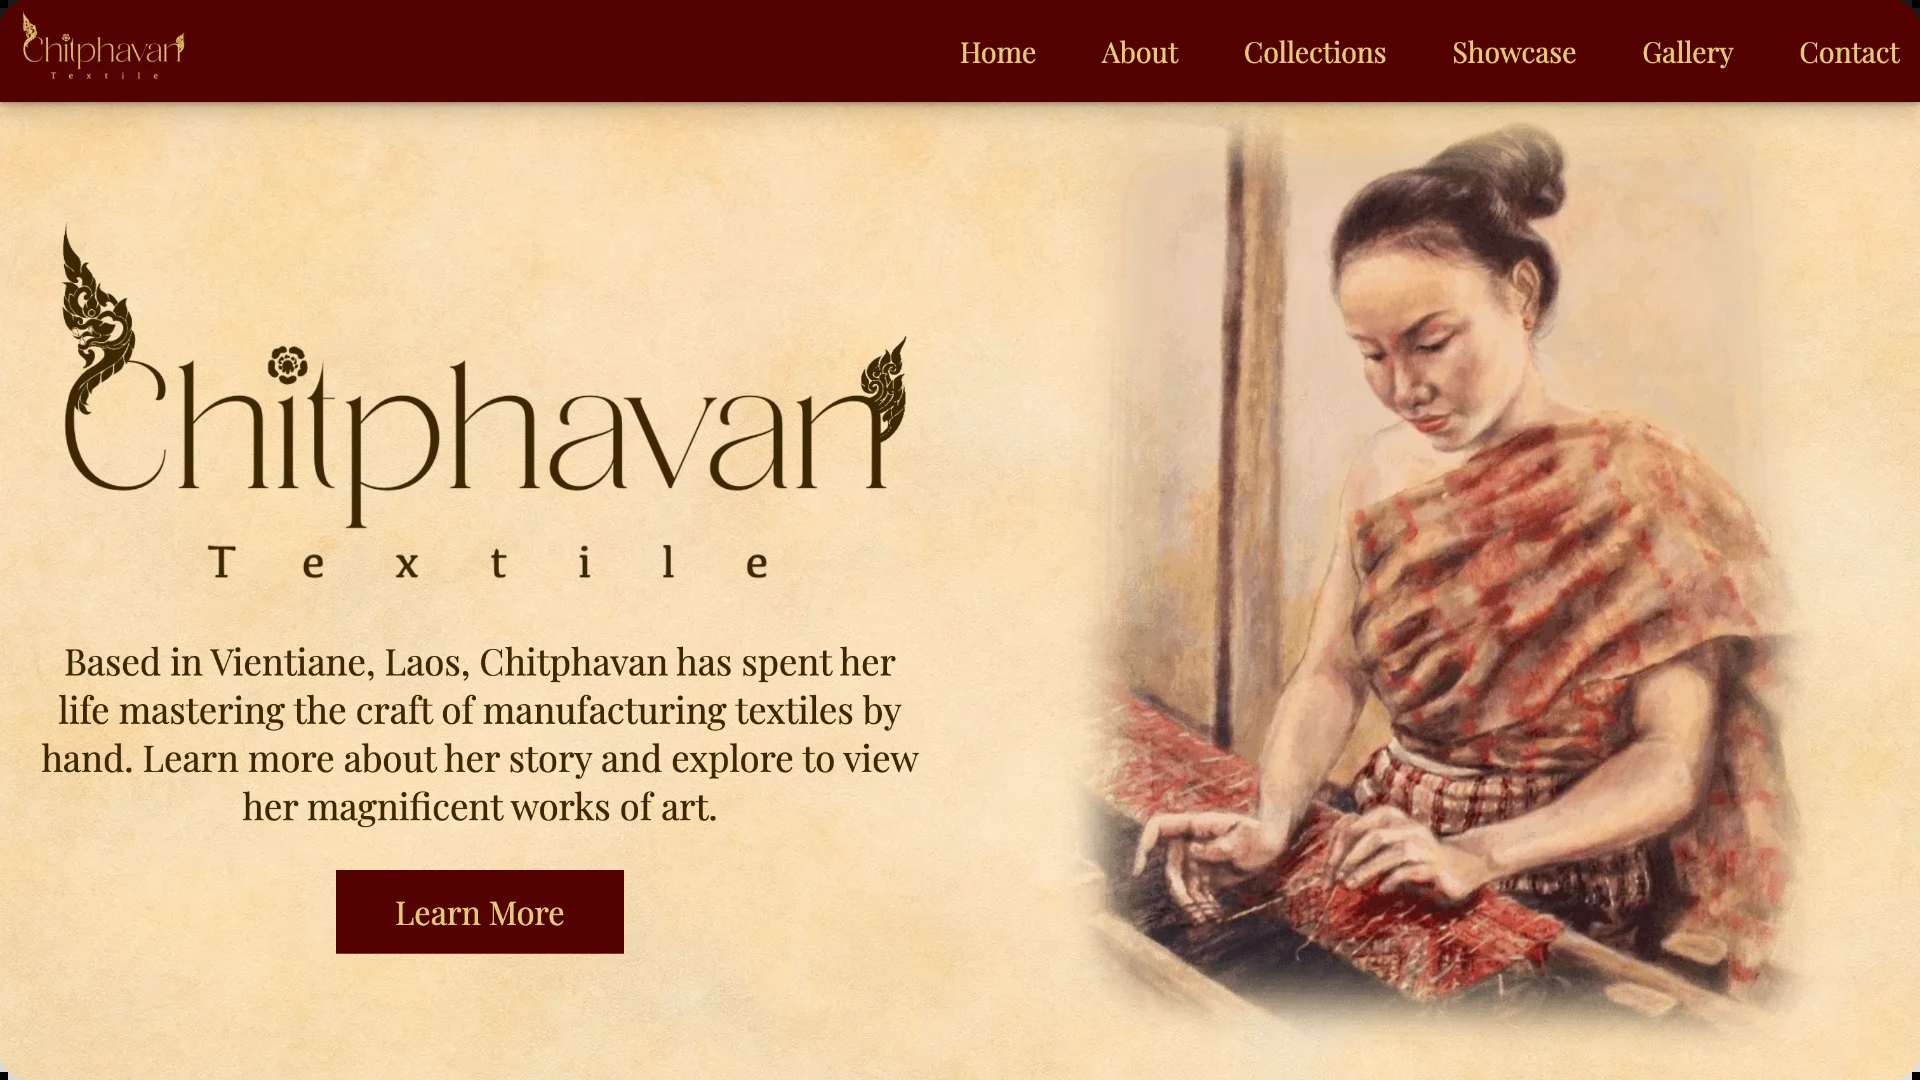 Chitphavan
Textile
Home About Collections Showcase Gallery Contact
Chitphavan
Textile
Based in Vientiane, Laos, Chitphavan has spent her
life mastering the craft of manufacturing textiles by
hand. Learn more about her story and explore to view
her magnificent works of art.
Learn More